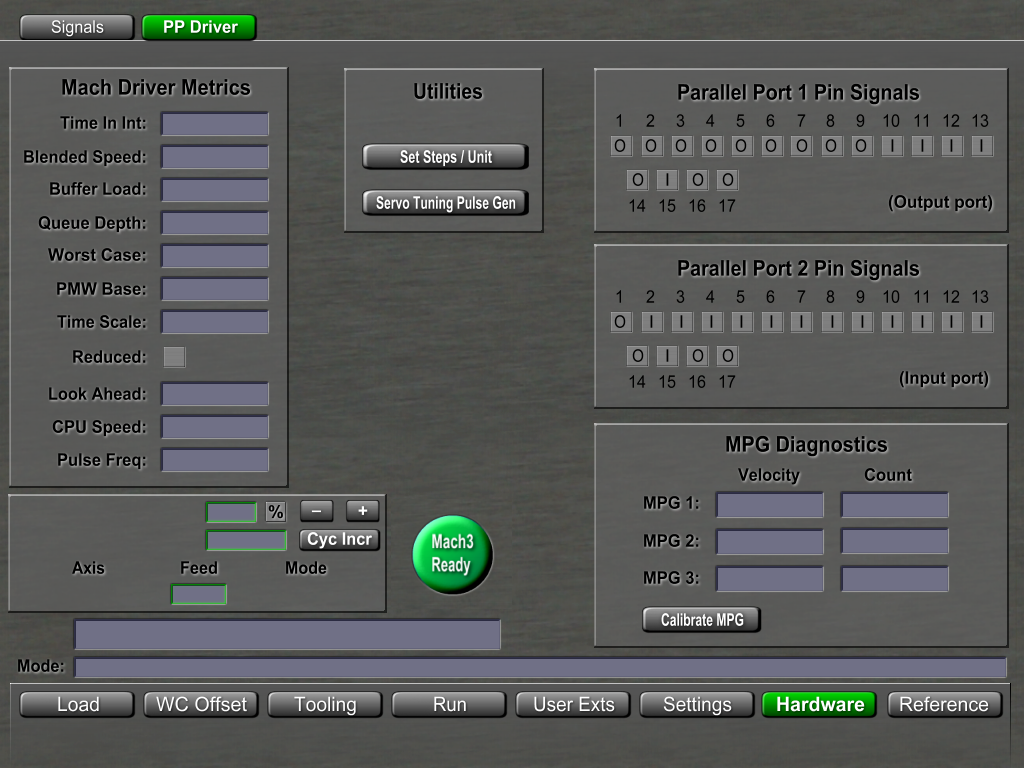 Signals PP Driver
Mach Driver Metrics
Time In Int:
Blended Speed:
Buffer Load:
Queue Depth:
Worst Case:
PMW Base:
Time Scale:
Reduced:
Look Ahead:
CPU Speed:
Pulse Freq:
Utilities
Set Steps / Unit
Servo Tuning Pulse Gen
Parallel Port 1 Pin Signals
1 2 3 4 5 6 7 8 9 10 11 12 13
O O O O O O O O O I I I I
O I O O
14 15 16 17
(Output port)
Parallel Port 2 Pin Signals
1 2 3 4 5 6 7 8 9 10 11 12 13
O I I I I I I I I I I I I
O I O O
14 15 16 17
(Input port)
MPG Diagnostics
Velocity Count
MPG 1:
MPG 2:
MPG 3:
Calibrate MPG
% − +
Cyc Incr
Axis Feed Mode
Mach3
Ready
Mode:
Load WC Offset Tooling Run User Exts Settings Hardware Reference